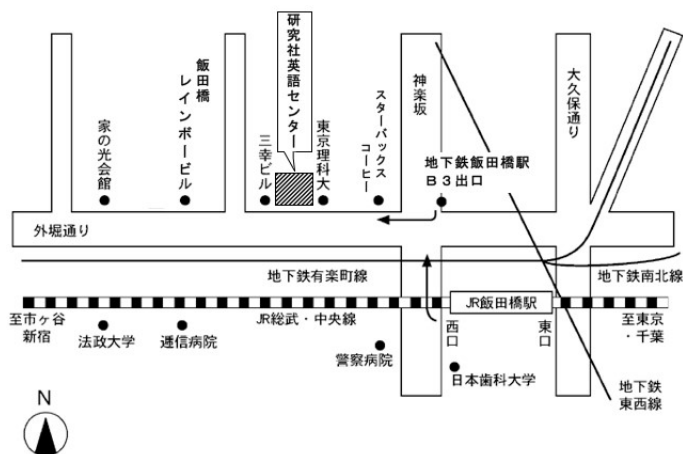 家の光会館
飯田橋
レインボービル
三幸ビル
研究社英語センター
東京理科大
スターバックス
コーヒー
神楽坂
地下鉄飯田橋駅
B3出口
大久保通り
外堀通り
地下鉄有楽町線
地下鉄南北線
JR飯田橋駅
至市ヶ谷
新宿
法政大学
逓信病院
JR総武・中央線
警察病院
西口
東口
日本歯科大学
至東京
・千葉
地下鉄
東西線
N